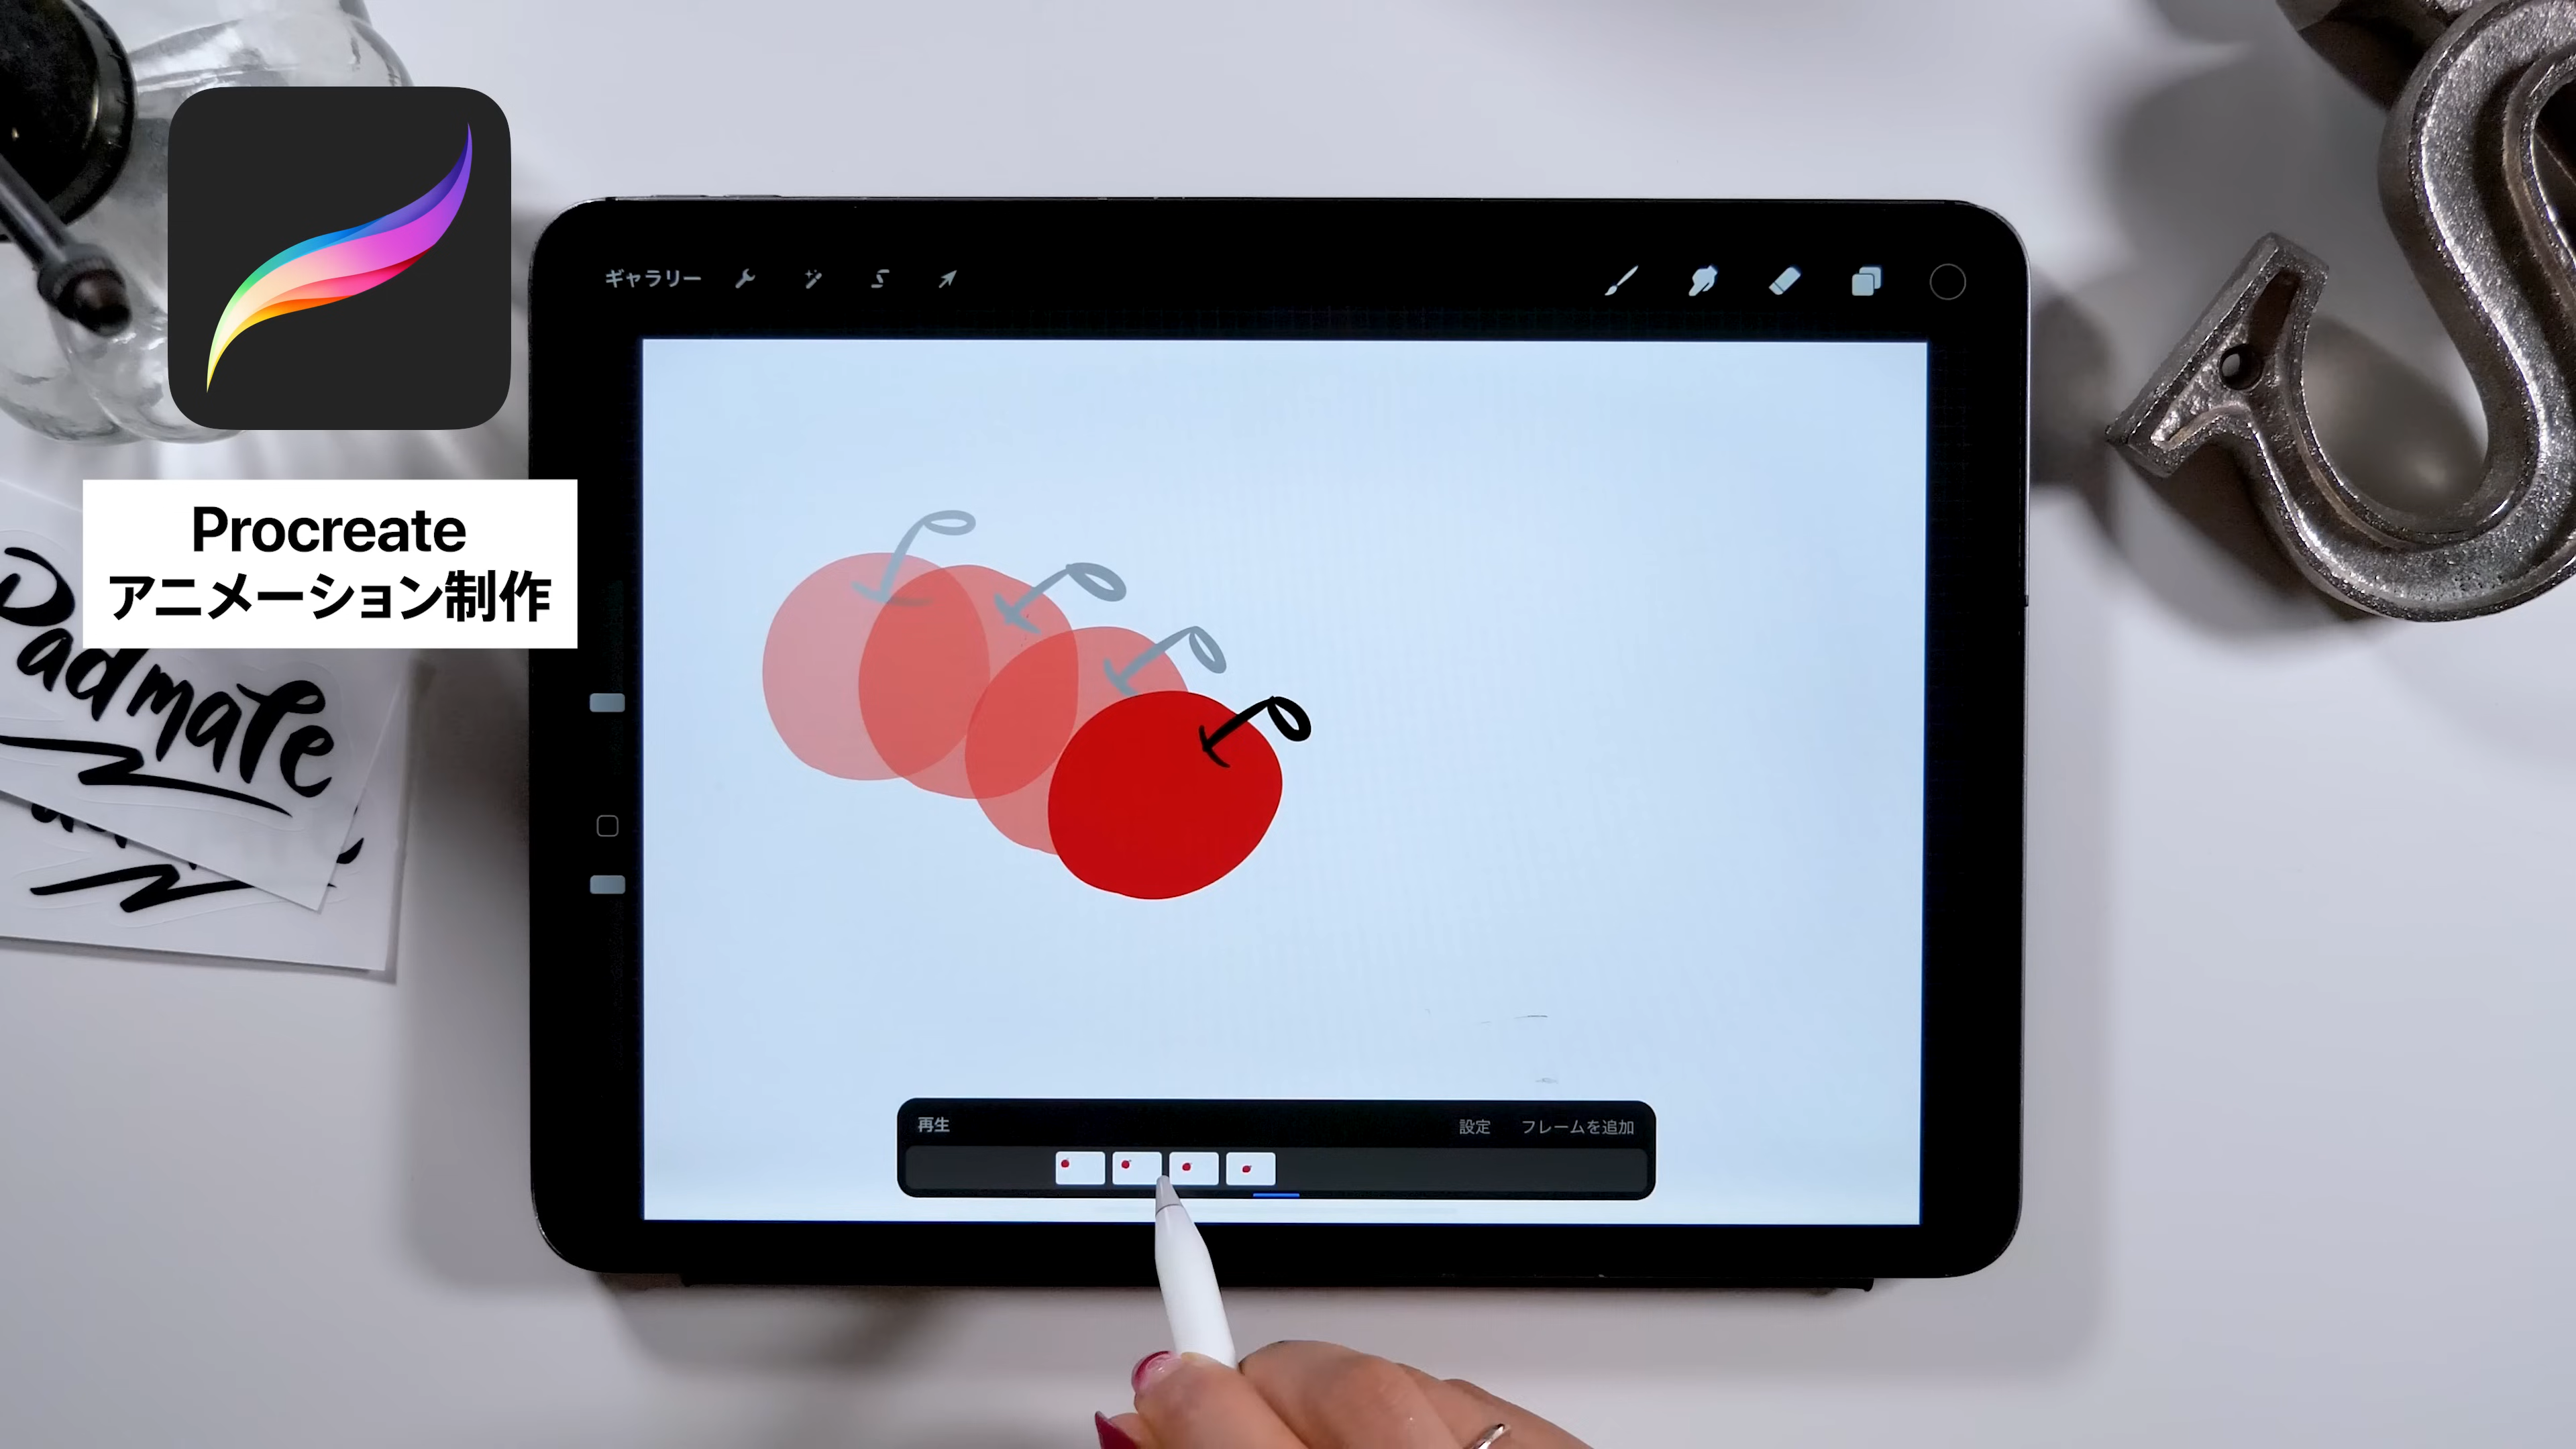 Procreate
アニメーション制作
Padmate
ギャラリー
再生
設定 フレームを追加